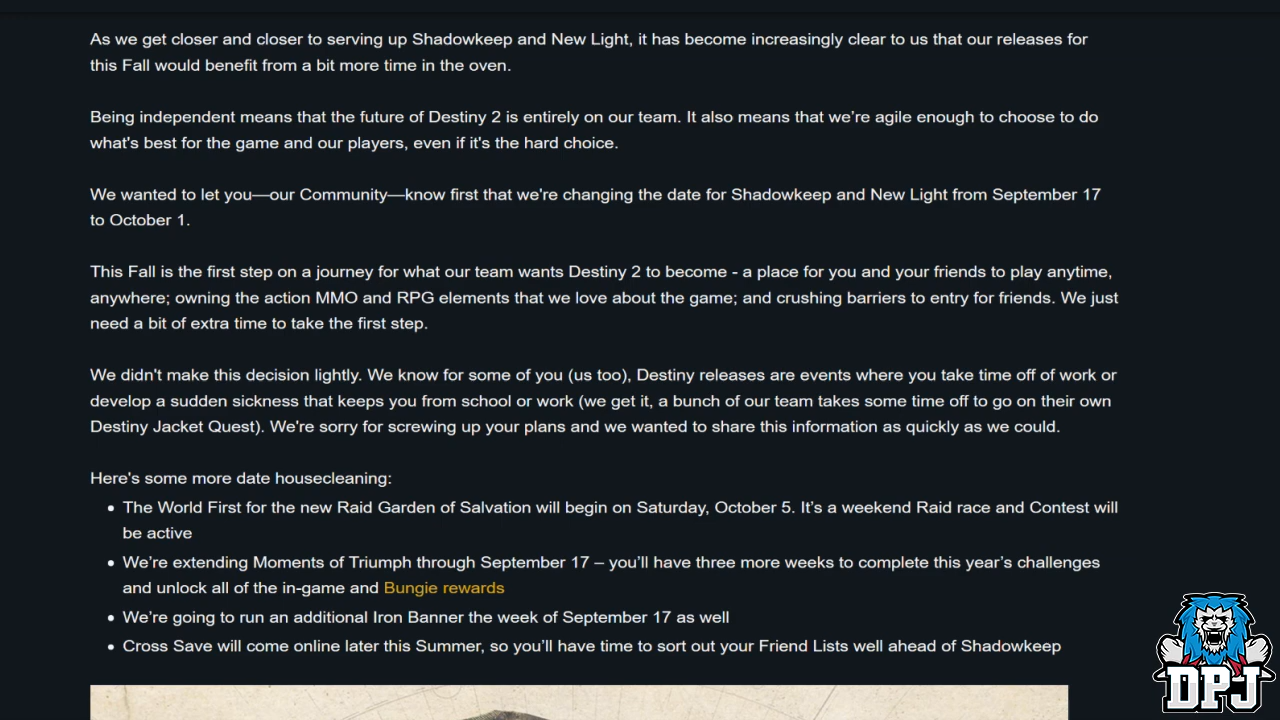 As we get closer and closer to serving up Shadowkeep and New Light, it has become increasingly clear to us that our releases for
this Fall would benefit from a bit more time in the oven.
Being independent means that the future of Destiny 2 is entirely on our team. It also means that we’re agile enough to choose to do
what's best for the game and our players, even if it's the hard choice.
We wanted to let you—our Community—know first that we're changing the date for Shadowkeep and New Light from September 17
to October 1.
This Fall is the first step on a journey for what our team wants Destiny 2 to become - a place for you and your friends to play anytime,
anywhere; owning the action MMO and RPG elements that we love about the game; and crushing barriers to entry for friends. We just
need a bit of extra time to take the first step.
We didn't make this decision lightly. We know for some of you (us too), Destiny releases are events where you take time off of work or
develop a sudden sickness that keeps you from school or work (we get it, a bunch of our team takes some time off to go on their own
Destiny Jacket Quest). We're sorry for screwing up your plans and we wanted to share this information as quickly as we could.
Here's some more date housecleaning:
• The World First for the new Raid Garden of Salvation will begin on Saturday, October 5. It’s a weekend Raid race and Contest will
be active
• We’re extending Moments of Triumph through September 17 – you’ll have three more weeks to complete this year’s challenges
and unlock all of the in-game and Bungie rewards
• We’re going to run an additional Iron Banner the week of September 17 as well
• Cross Save will come online later this Summer, so you’ll have time to sort out your Friend Lists well ahead of Shadowkeep
DPJ